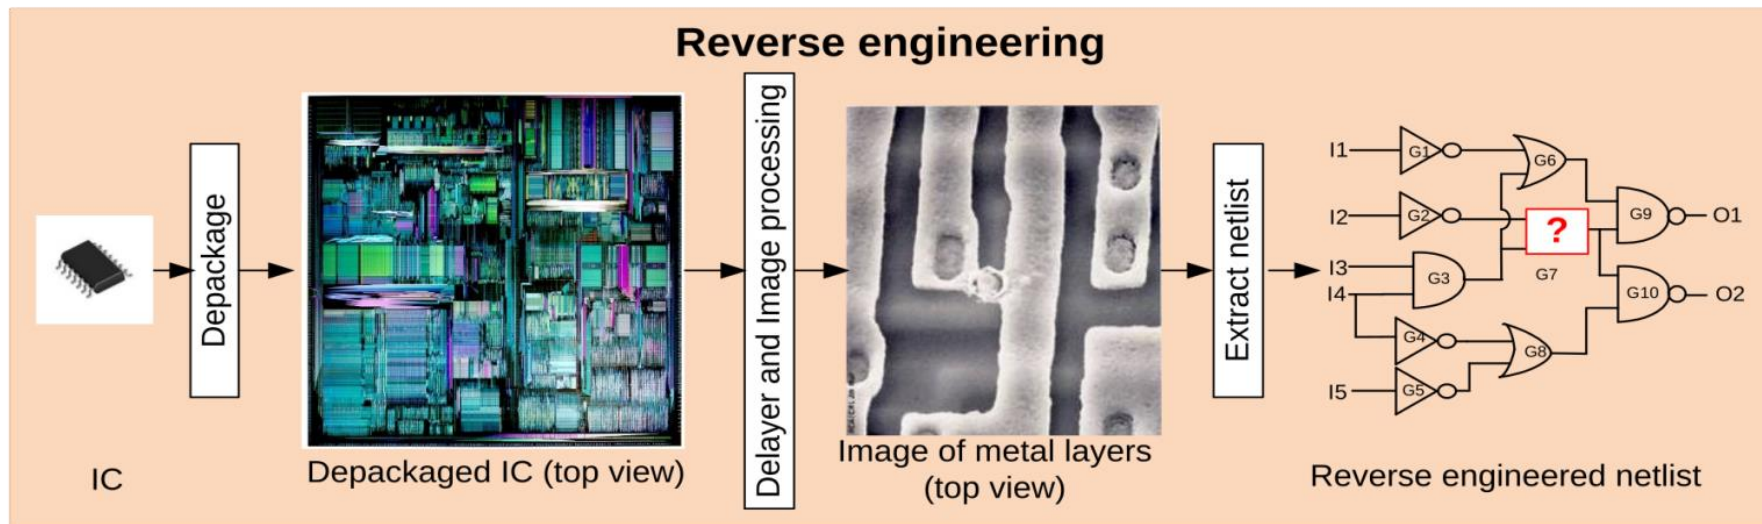 Reverse engineering
IC
Depackage
Depackaged IC (top view)
Delayer and Image processing
Image of metal layers
(top view)
Extract netlist
I1
I2
I3
I4
I5
G1
G2
G3
G4
G5
G6
?
G7
G8
G9
G10
O1
O2
Reverse engineered netlist